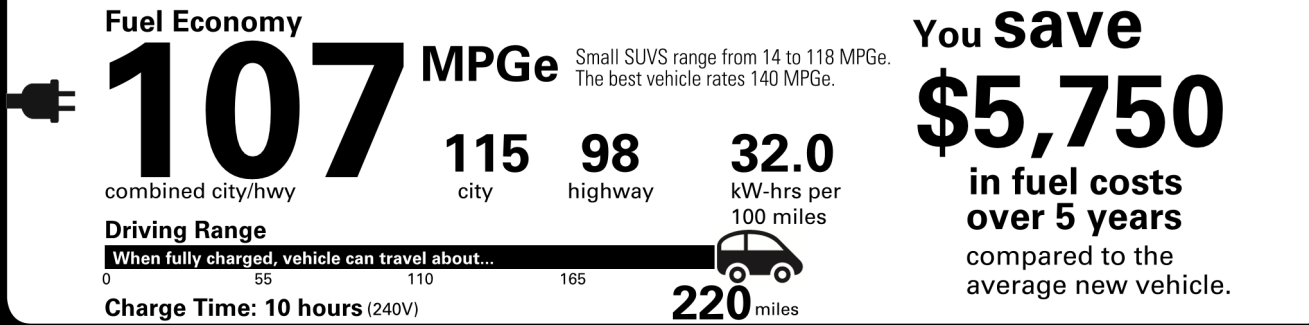 Fuel Economy
107 MPGe
Small SUVS range from 14 to 118 MPGe.
The best vehicle rates 140 MPGe.
combined city/hwy
115
city
98
highway
32.0
kW-hrs per
100 miles
Driving Range
When fully charged, vehicle can travel about...
0 55 110 165
220 miles
Charge Time: 10 hours (240V)
You save
$5,750
in fuel costs
over 5 years
compared to the
average new vehicle.